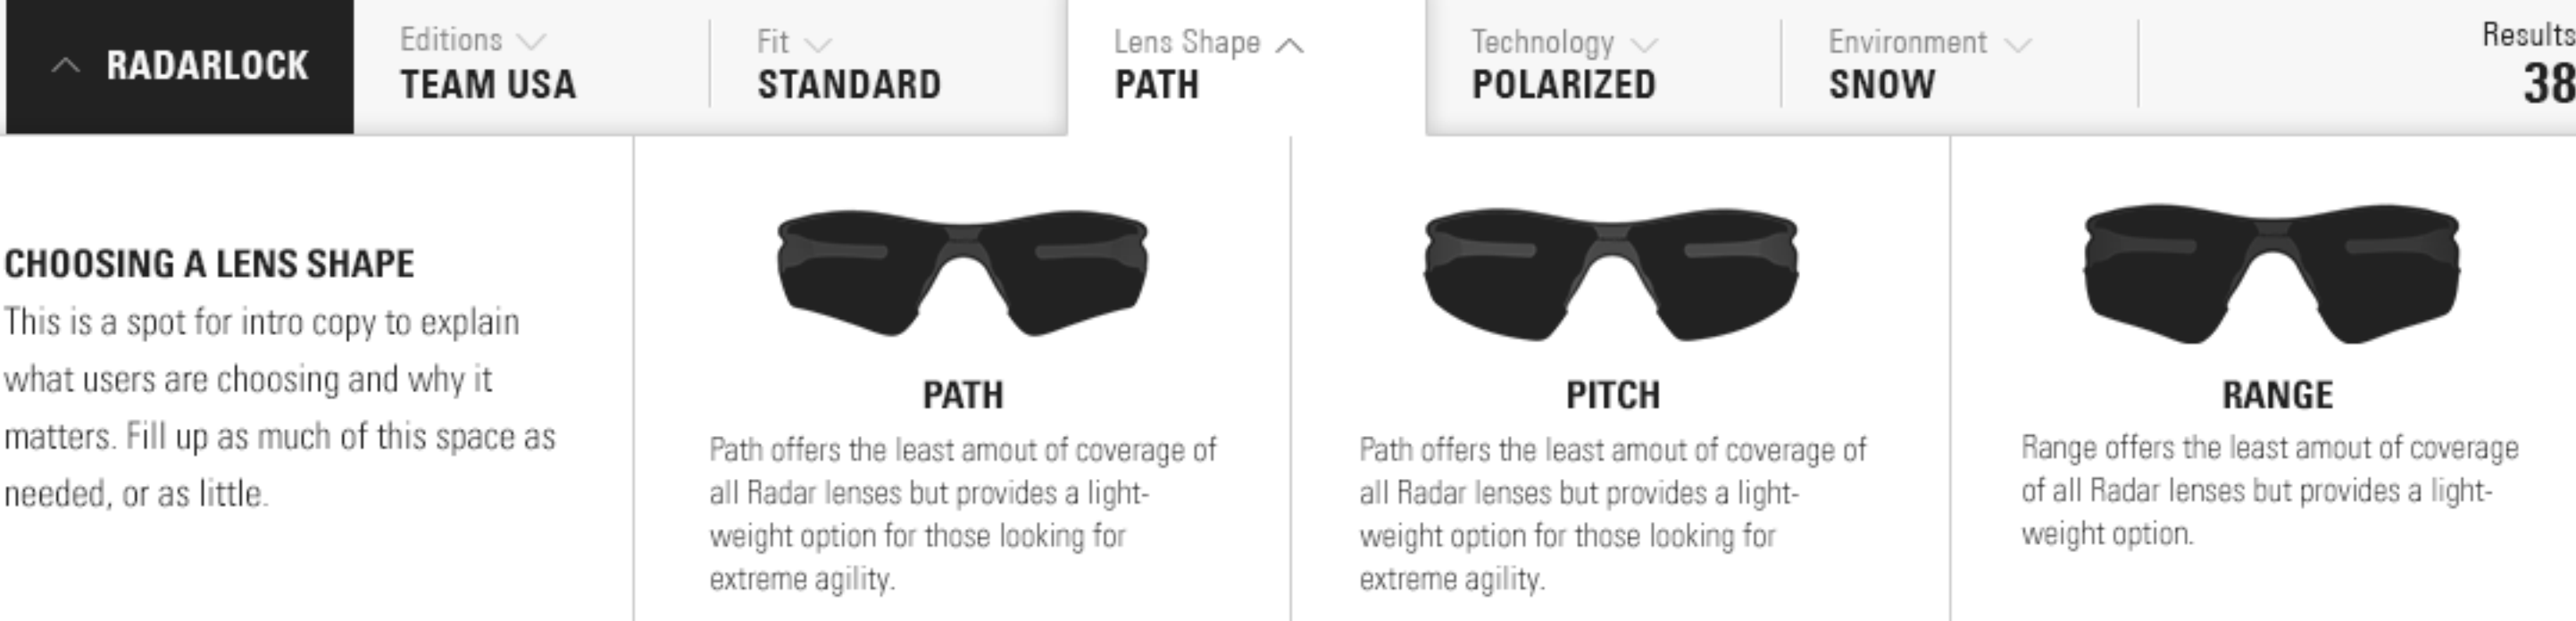 RADARLOCK
Editions
TEAM USA
Fit
STANDARD
Lens Shape
PATH
Technology
POLARIZED
Environment
SNOW
Results
38
CHOOSING A LENS SHAPE
This is a spot for intro copy to explain
what users are choosing and why it
matters. Fill up as much of this space as
needed, or as little.
PATH
Path offers the least amout of coverage of
all Radar lenses but provides a light-
weight option for those looking for
extreme agility.
PITCH
Path offers the least amout of coverage of
all Radar lenses but provides a light-
weight option for those looking for
extreme agility.
RANGE
Range offers the least amout of coverage
of all Radar lenses but provides a light-
weight option.